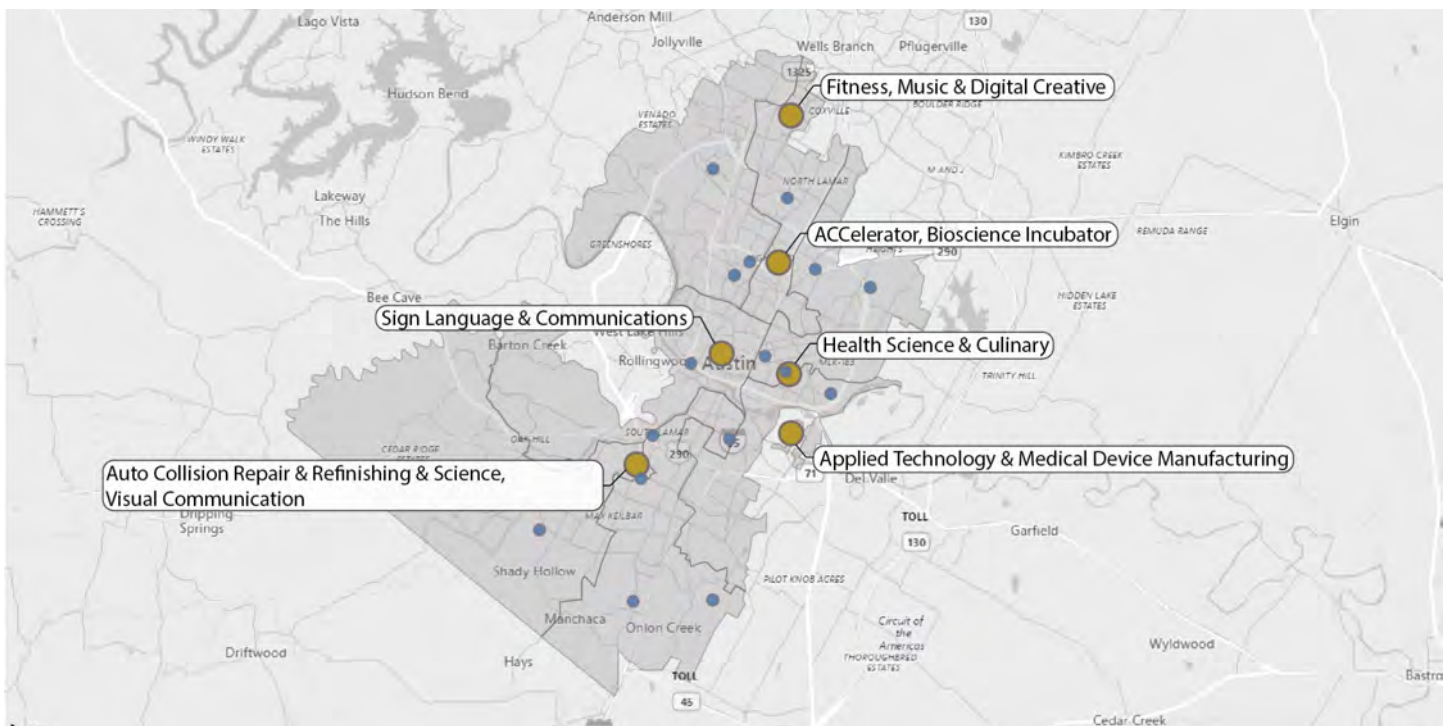 Lago Vista
Anderson Mill
130
Jollyville
Wells Branch
Pflugerville
1325
Hudson Bend
Fitness, Music & Digital Creative
BOULDER RIDGE
VENADO
ESTATES
COXVILLE
WINDY WALK
ESTATES
KIMBRO CREEK
ESTATES
M AND J
NORTH LAMAR
Lakeway
The Hills
HAMMETT'S
CROSSING
Elgin
ACCelerator, Bioscience Incubator
REMUDA RANGE
GREENSHORES
HEIGHTS
290
Bee Cave
HIDDEN LAKE
ESTATES
Sign Language & Communications
West Lake Hills
Barton Creek
Health Science & Culinary
Rollingwood
Austin
MLK-183
TRINITY HILL
SOUTH LAMAR
OAK HILL
CEDAR RIDGE
ESTATES
290
35
Applied Technology & Medical Device Manufacturing
Auto Collision Repair & Refinishing & Science,
Visual Communication
71
Del Valle
Dripping
Springs
MAX KEILBAR
TOLL
130
Garfield
Shady Hollow
PILOT KNOB ACRES
Manchaca
Onion Creek
Circuit of
the
Americas
THOROUGHBRED
ESTATES
Wyldwood
Driftwood
Hays
TOLL
45
Bastro
Cedar Creek